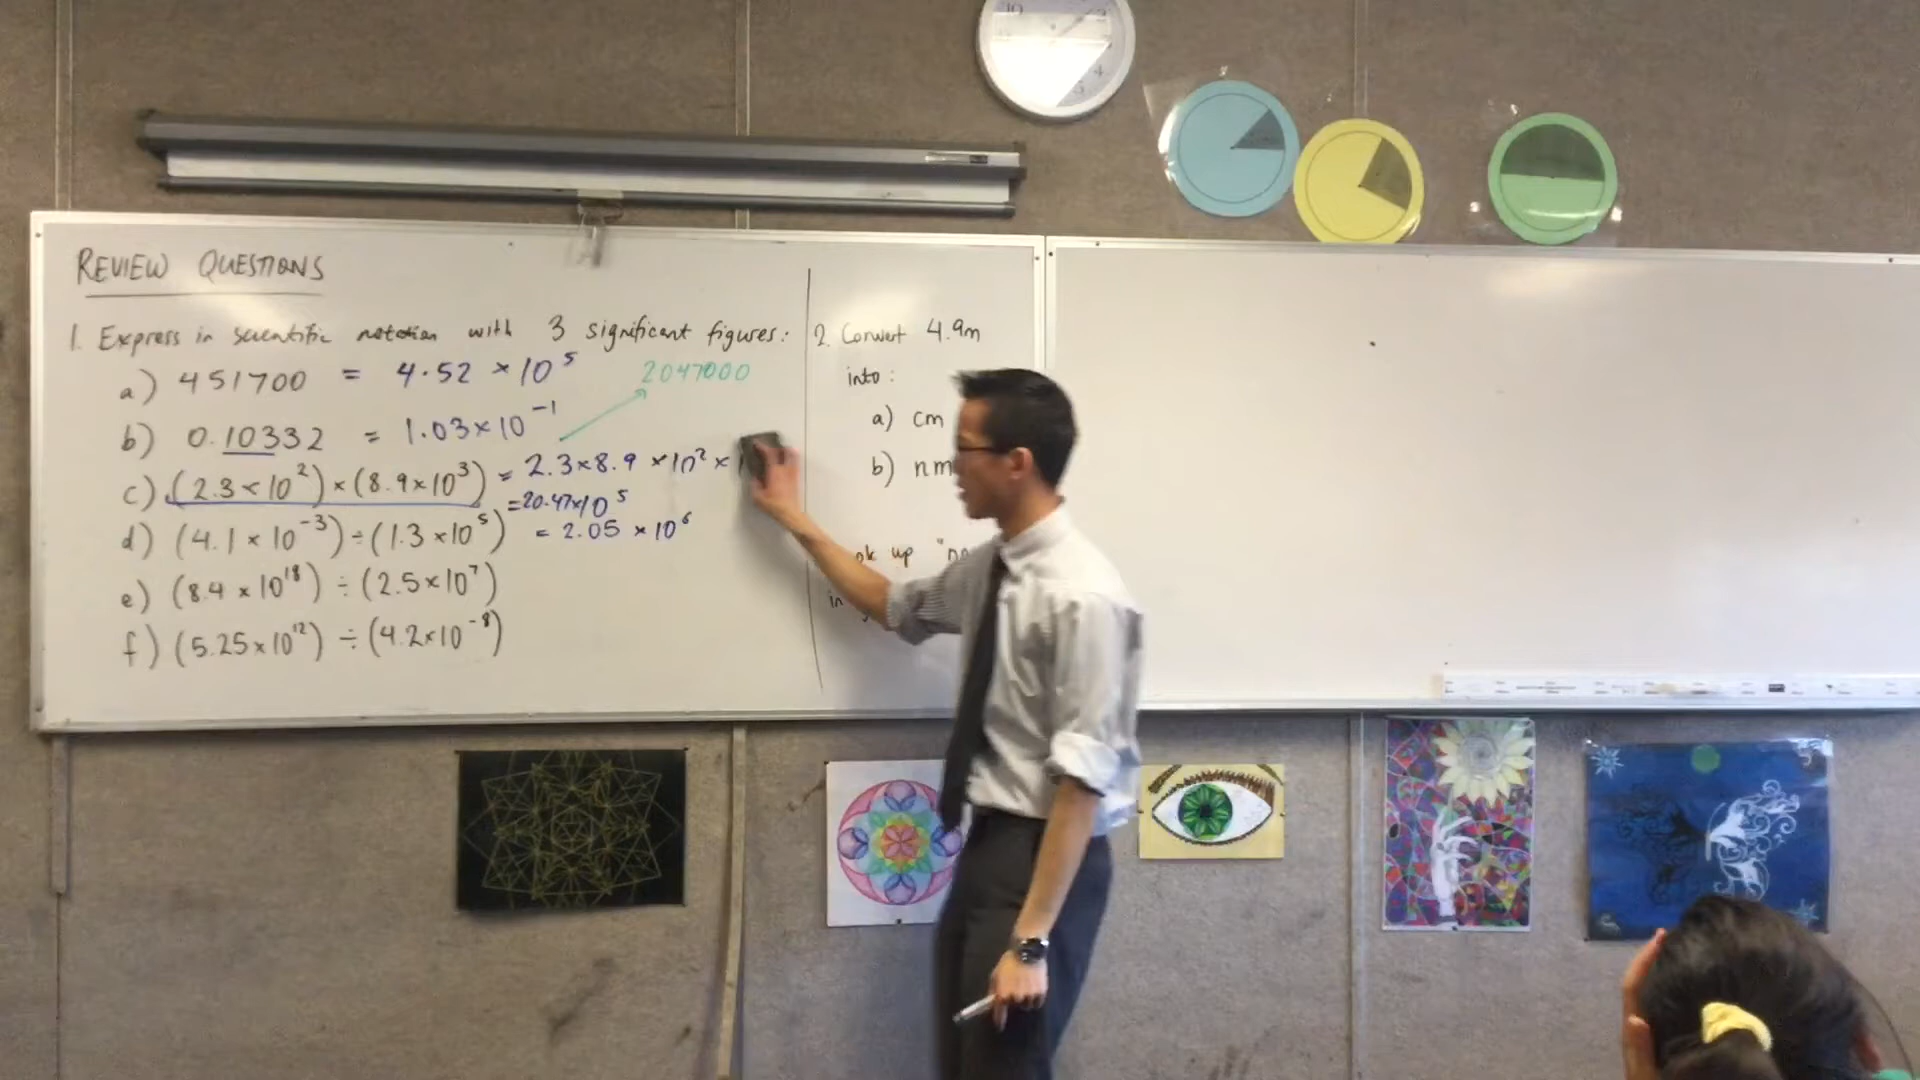 REVIEW QUESTIONS
1. Express in scientific notation with 3 significant figures:
a) 451700 = 4.52 × 10⁵
2047000
b) 0.10332 = 1.03×10⁻¹
c) (2.3×10²)×(8.9×10³) = 2.3×8.9 ×10² ×
=20.47×10⁵
= 2.05 ×10⁶
d) (4.1×10⁻³)÷(1.3×10⁵)
e) (8.4 ×10¹⁸) ÷ (2.5×10⁷)
f) (5.25×10¹²) ÷ (4.2×10⁻⁸)
2. Convert 4.9m
into:
a) cm
b) nm
up
in